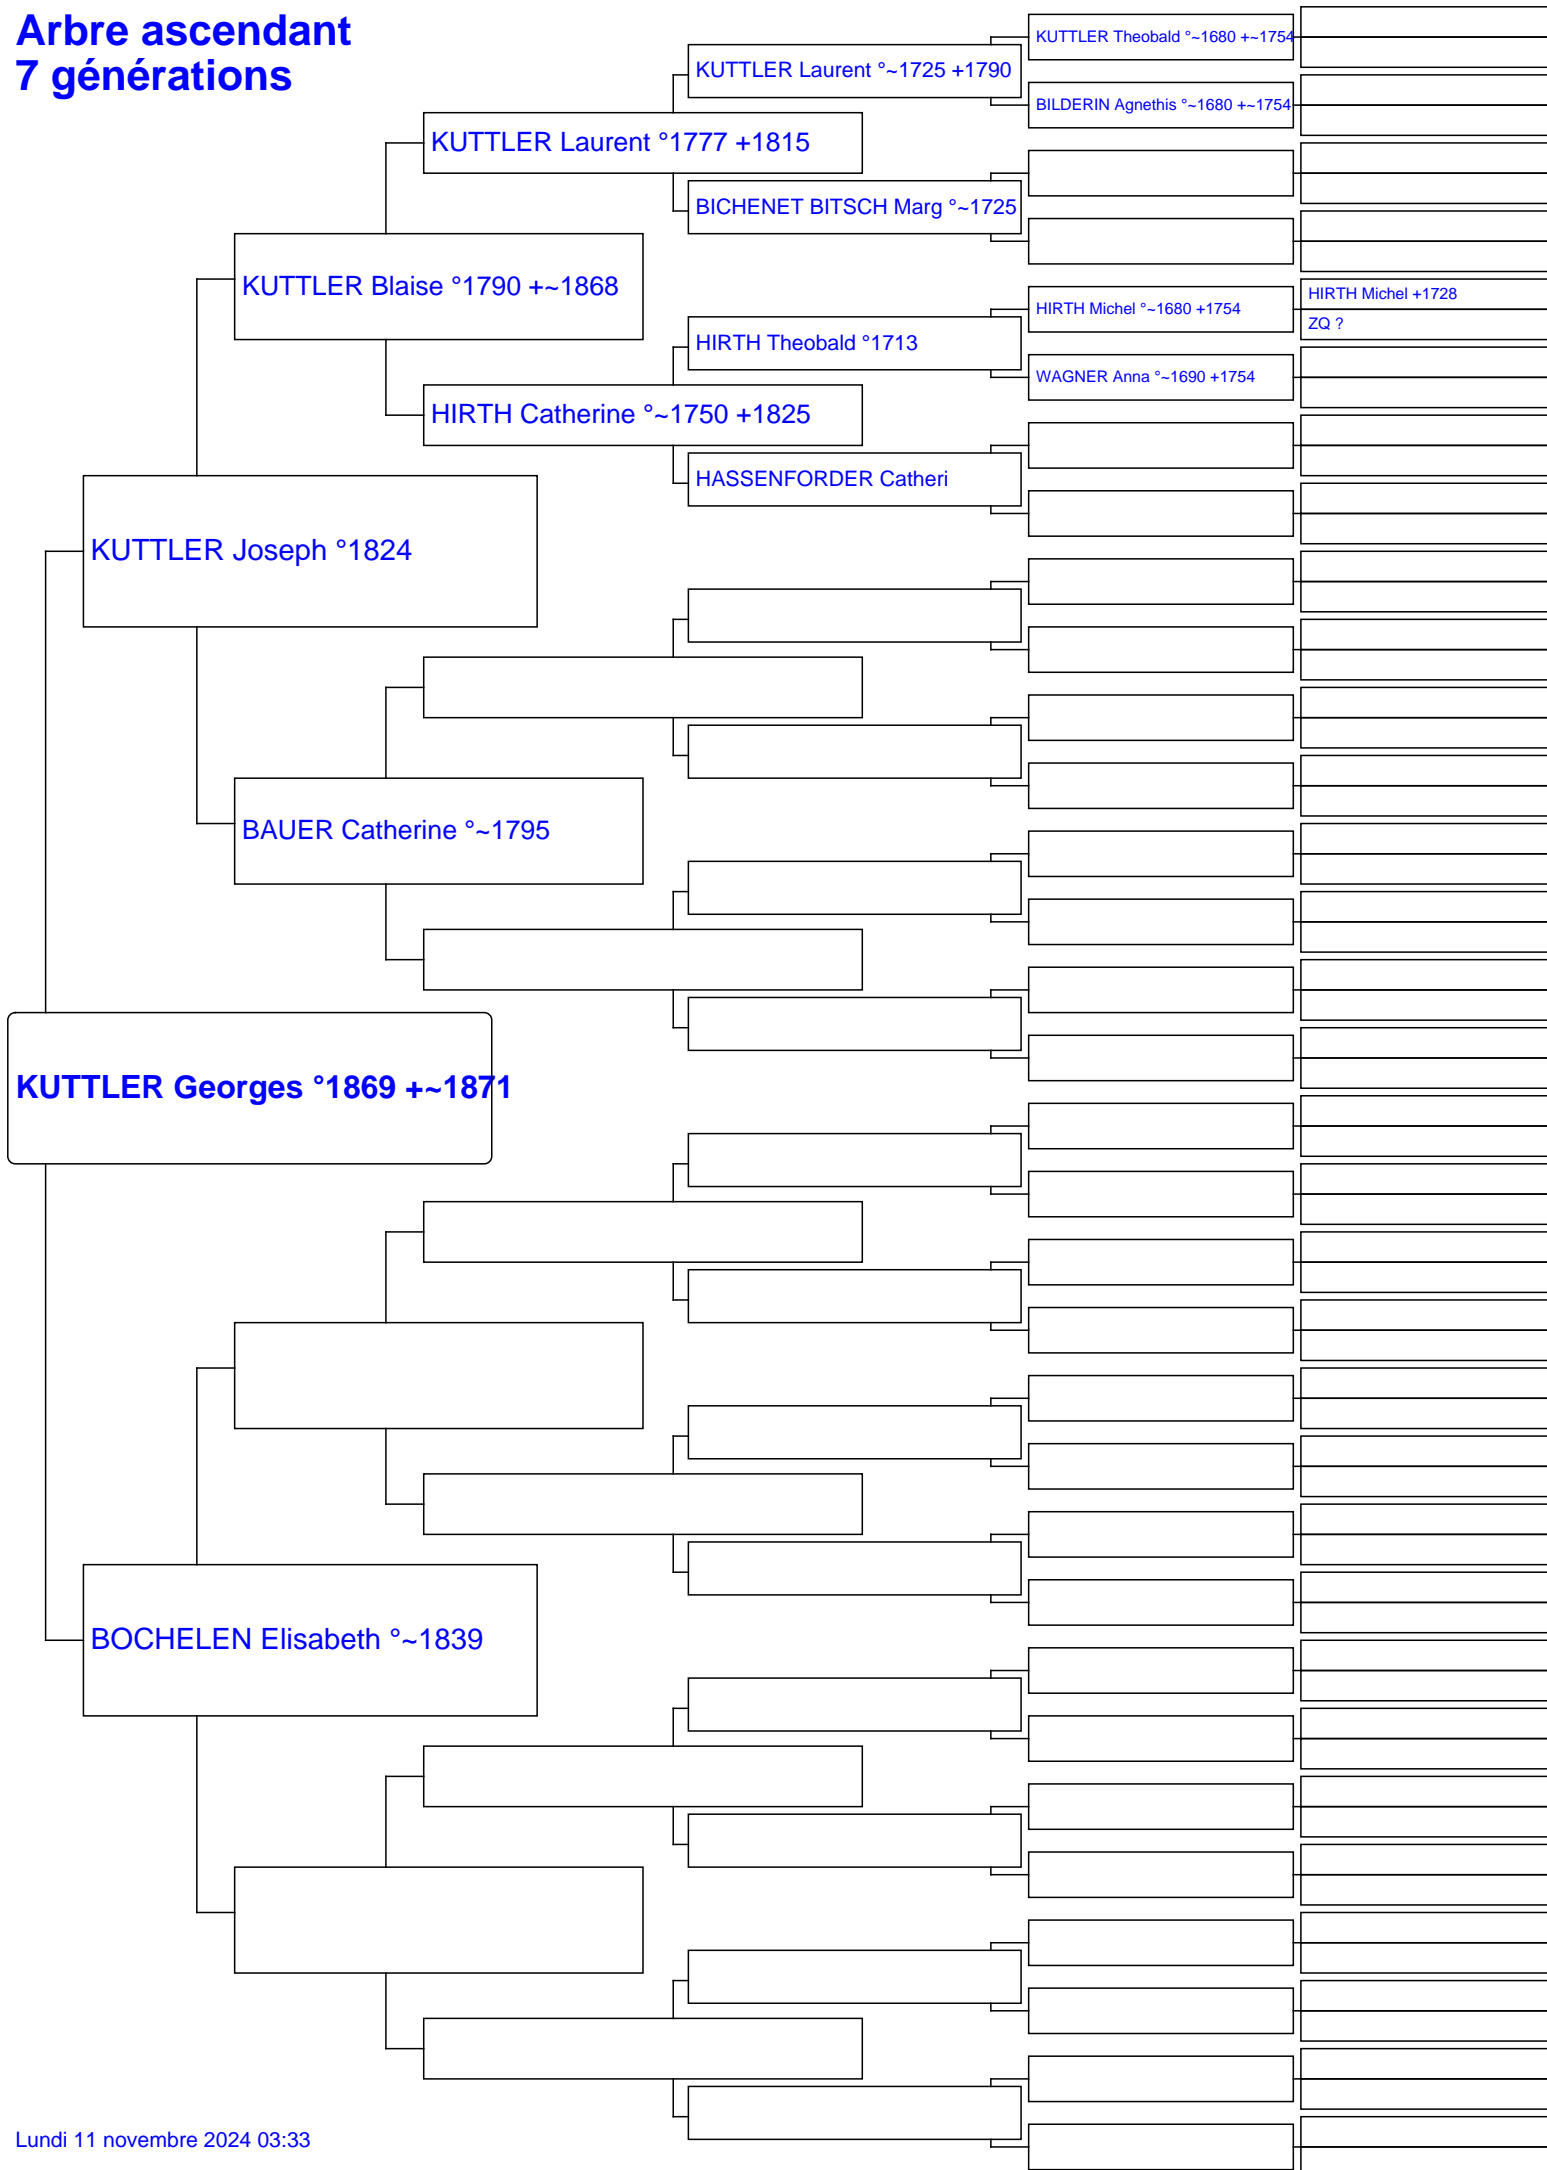 Arbre ascendant
7 générations
KUTTLER Theobald °~1680 +~1754
KUTTLER Laurent °~1725 +1790
BILDERIN Agnethis °~1680 +~1754
KUTTLER Laurent °1777 +1815
BICHENET BITSCH Marg °~1725
KUTTLER Blaise °1790 +~1868
HIRTH Michel °~1680 +1754
HIRTH Michel +1728
ZQ ?
HIRTH Theobald °1713
WAGNER Anna °~1690 +1754
HIRTH Catherine °~1750 +1825
HASSENFORDER Catheri
KUTTLER Joseph °1824
BAUER Catherine °~1795
KUTTLER Georges °1869 +~1871
BOCHELEN Elisabeth °~1839
Lundi 11 novembre 2024 03:33